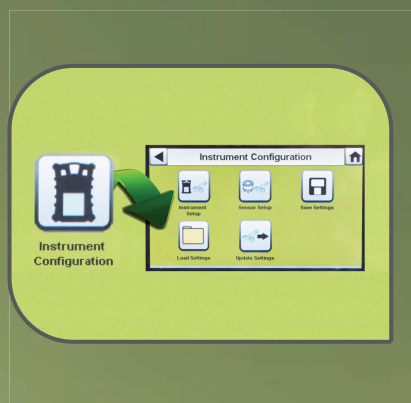 Instrument
Configuration
Instrument Configuration
Instrument
Setup
Sensor Setup
Save Settings
Load Settings
Update Settings